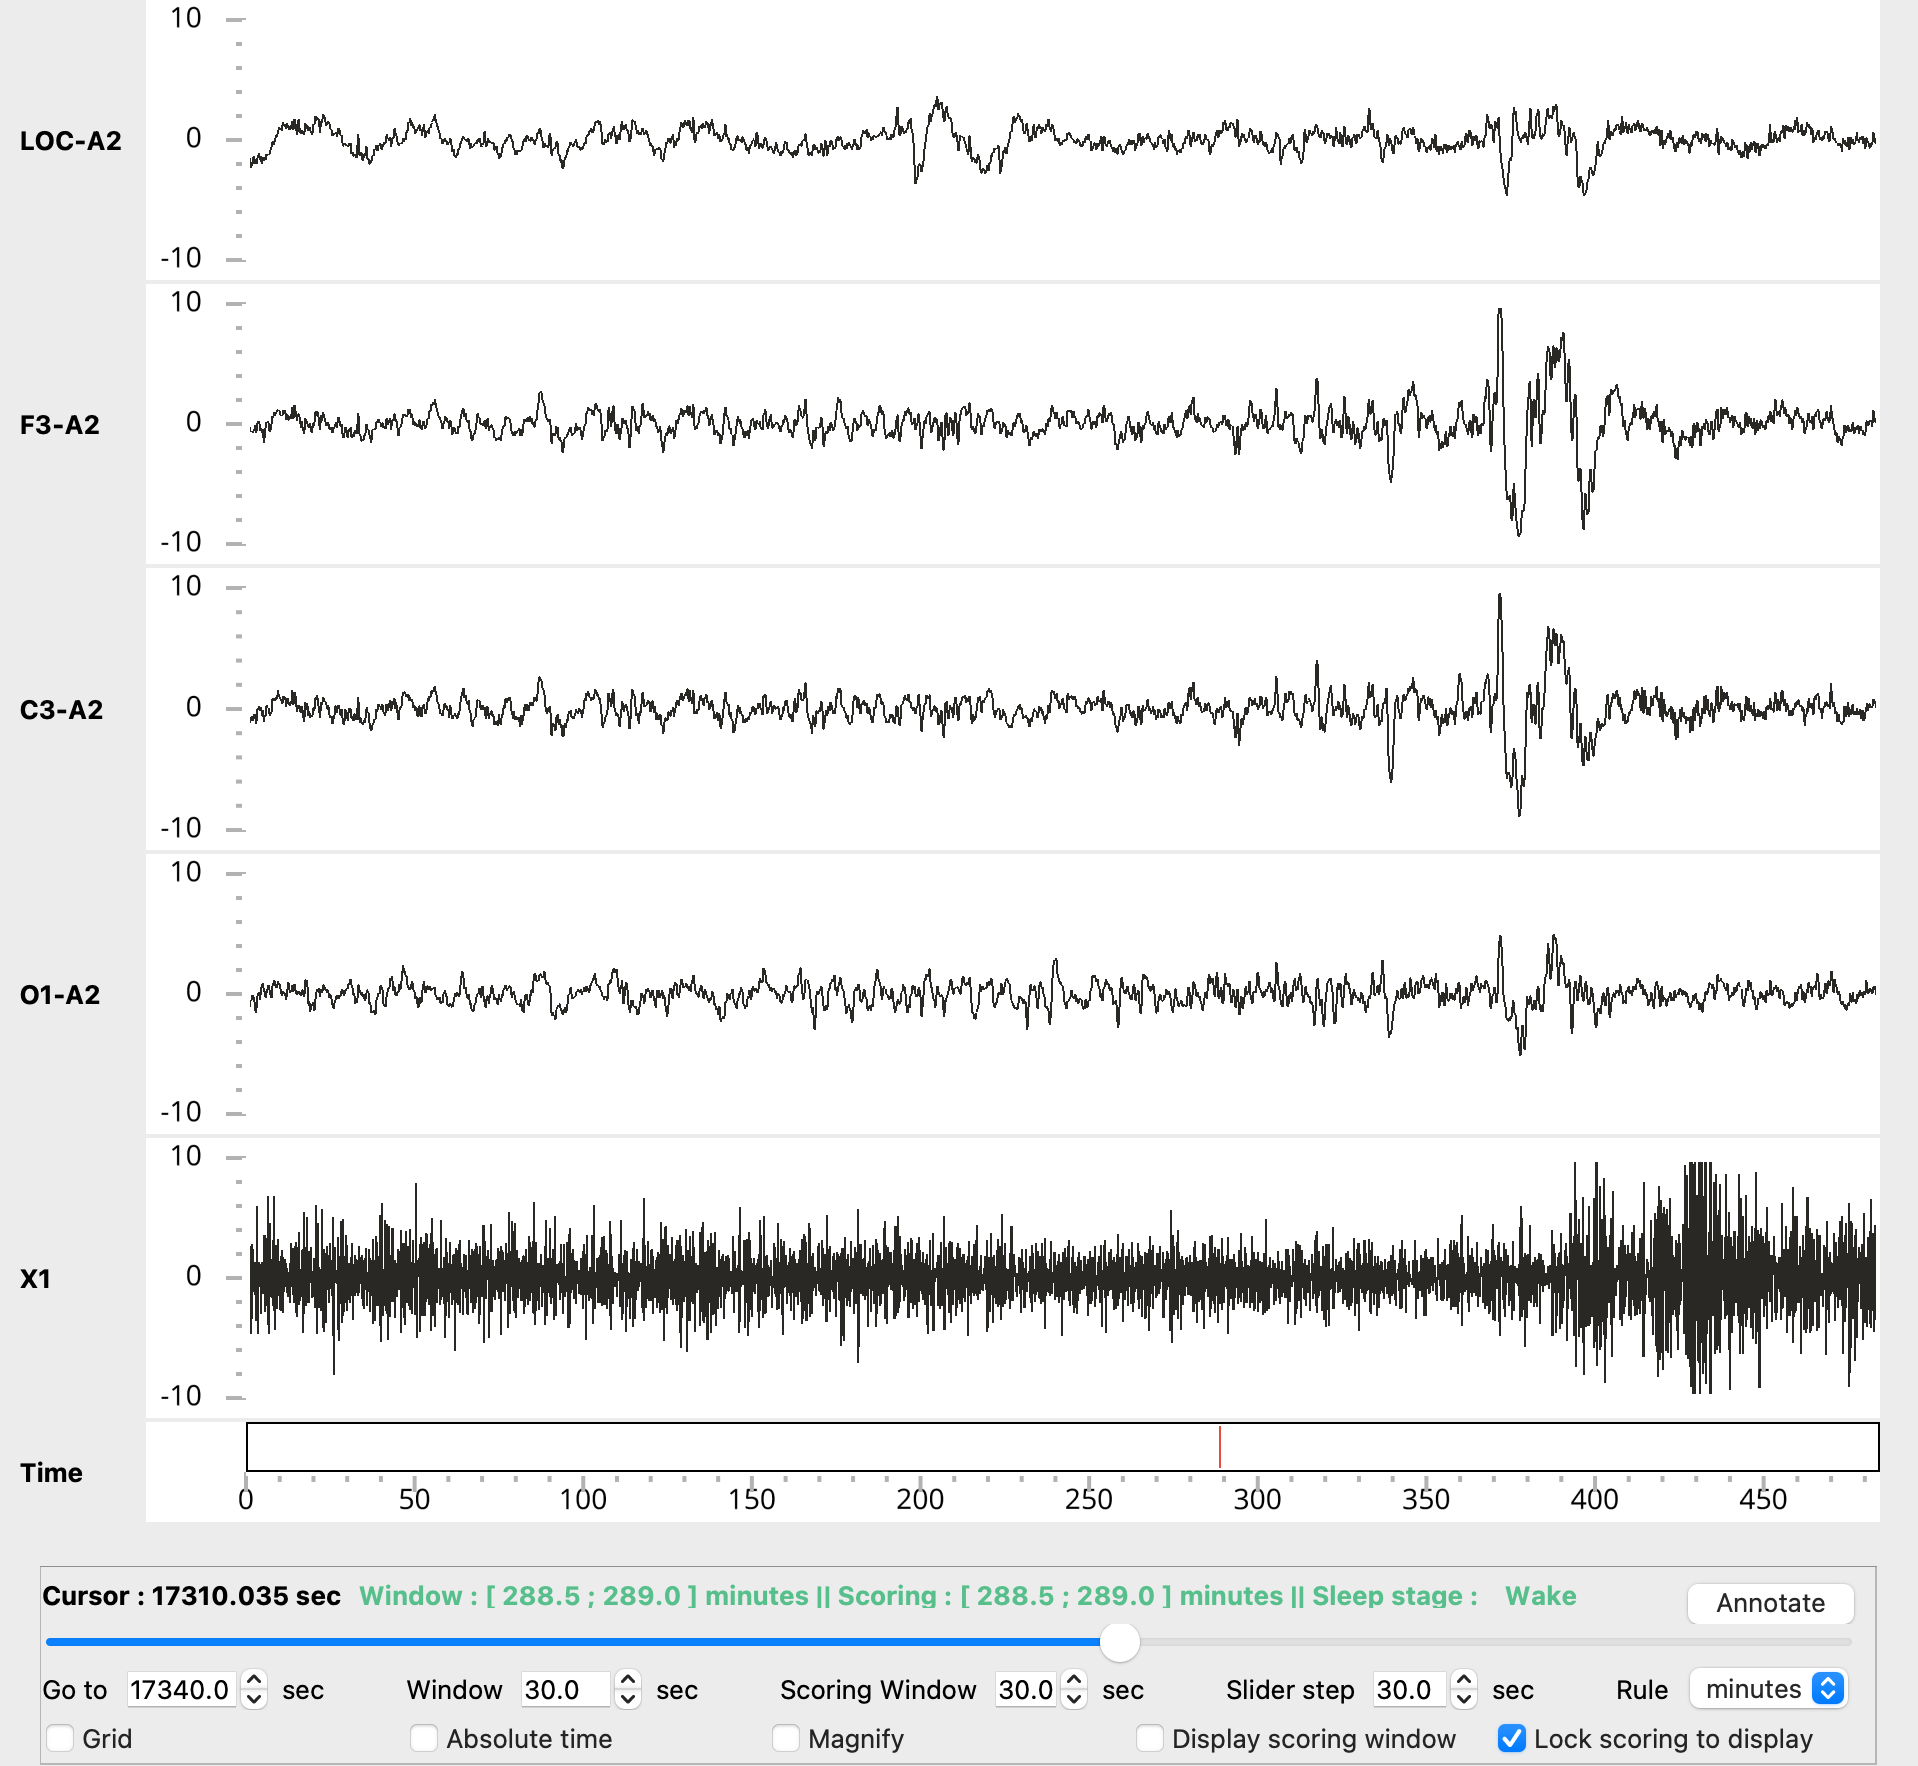 10
LOC-A2
0
-10
10
F3-A2
0
-10
10
C3-A2
0
-10
10
O1-A2
0
-10
10
X1
0
-10
Time
0 50 100 150 200 250 300 350 400 450
Cursor : 17310.035 sec Window : [ 288.5 ; 289.0 ] minutes || Scoring : [ 288.5 ; 289.0 ] minutes || Sleep stage : Wake Annotate
Go to 17340.0 sec Window 30.0 sec Scoring Window 30.0 sec Slider step 30.0 sec Rule minutes
Grid Absolute time Magnify Display scoring window Lock scoring to display